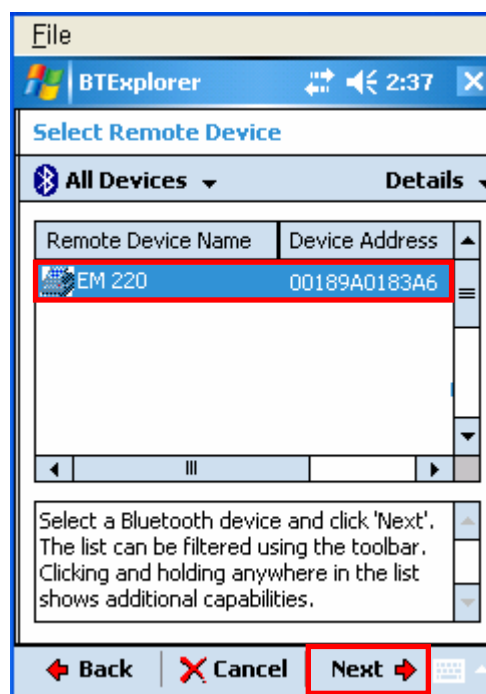 File
BTExplorer 2:37
Select Remote Device
All Devices Details
Remote Device Name Device Address
EM 220 00189A0183A6
Select a Bluetooth device and click 'Next'.
The list can be filtered using the toolbar.
Clicking and holding anywhere in the list
shows additional capabilities.
Back Cancel Next